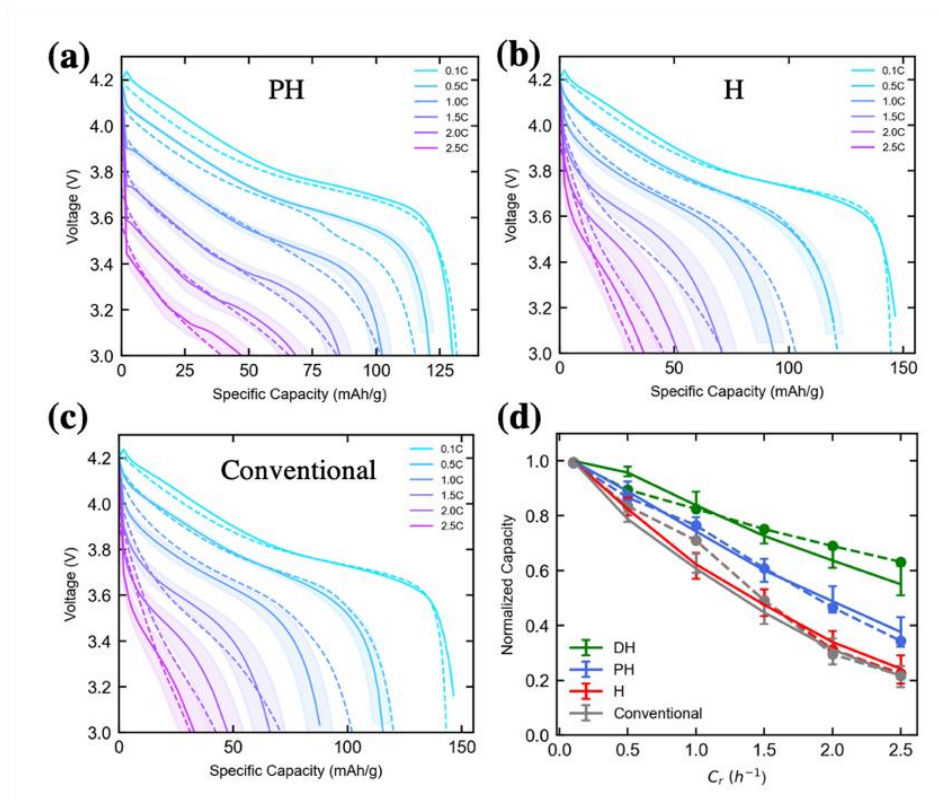 (a)
PH
0.1C
0.5C
1.0C
1.5C
2.0C
2.5C
4.2
4.0
3.8
3.6
3.4
3.2
3.0
Voltage (V)
0 25 50 75 100 125
Specific Capacity (mAh/g)
(b)
H
0.1C
0.5C
1.0C
1.5C
2.0C
2.5C
4.2
4.0
3.8
3.6
3.4
3.2
3.0
Voltage (V)
0 50 100 150
Specific Capacity (mAh/g)
(c)
Conventional
0.1C
0.5C
1.0C
1.5C
2.0C
2.5C
4.2
4.0
3.8
3.6
3.4
3.2
3.0
Voltage (V)
0 50 100 150
Specific Capacity (mAh/g)
(d)
1.0
0.8
0.6
0.4
0.2
0.0
Normalized Capacity
DH
PH
H
Conventional
0.0 0.5 1.0 1.5 2.0 2.5
Cr (h⁻¹)